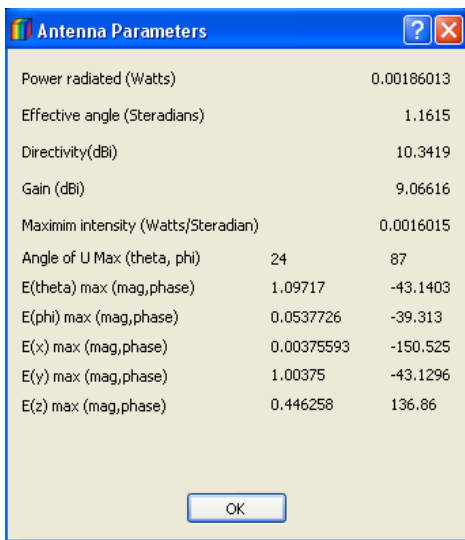 Antenna Parameters
Power radiated (Watts) 0.00186013
Effective angle (Steradians) 1.1615
Directivity(dBi) 10.3419
Gain (dBi) 9.06616
Maximim intensity (Watts/Steradian) 0.0016015
Angle of U Max (theta, phi) 24 87
E(theta) max (mag,phase) 1.09717 -43.1403
E(phi) max (mag,phase) 0.0537726 -39.313
E(x) max (mag,phase) 0.00375593 -150.525
E(y) max (mag,phase) 1.00375 -43.1296
E(z) max (mag,phase) 0.446258 136.86
OK